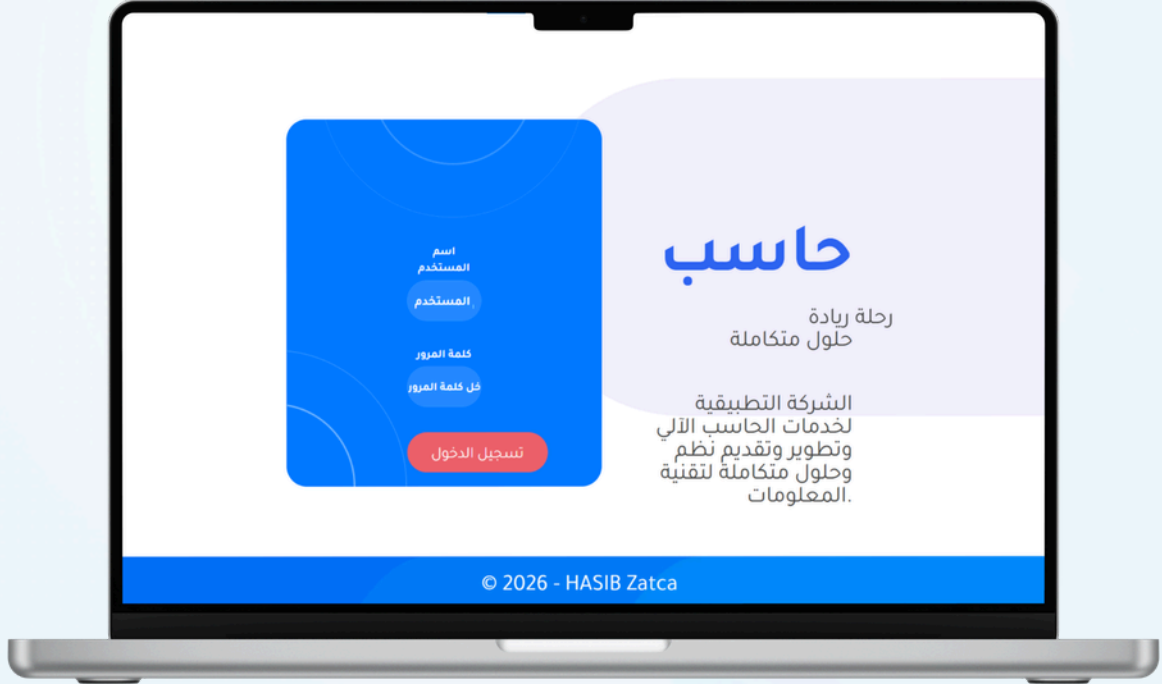 حاسب
رحلة ريادة
حلول متكاملة
الشركة التطبيقية
لخدمات الحاسب الآلي
وتطوير وتقديم نظم
وحلول متكاملة لتقنية
المعلومات.
اسم
المستخدم
المستخدم
كلمة المرور
خل كلمة المرور
تسجيل الدخول
© 2026 - HASIB Zatca